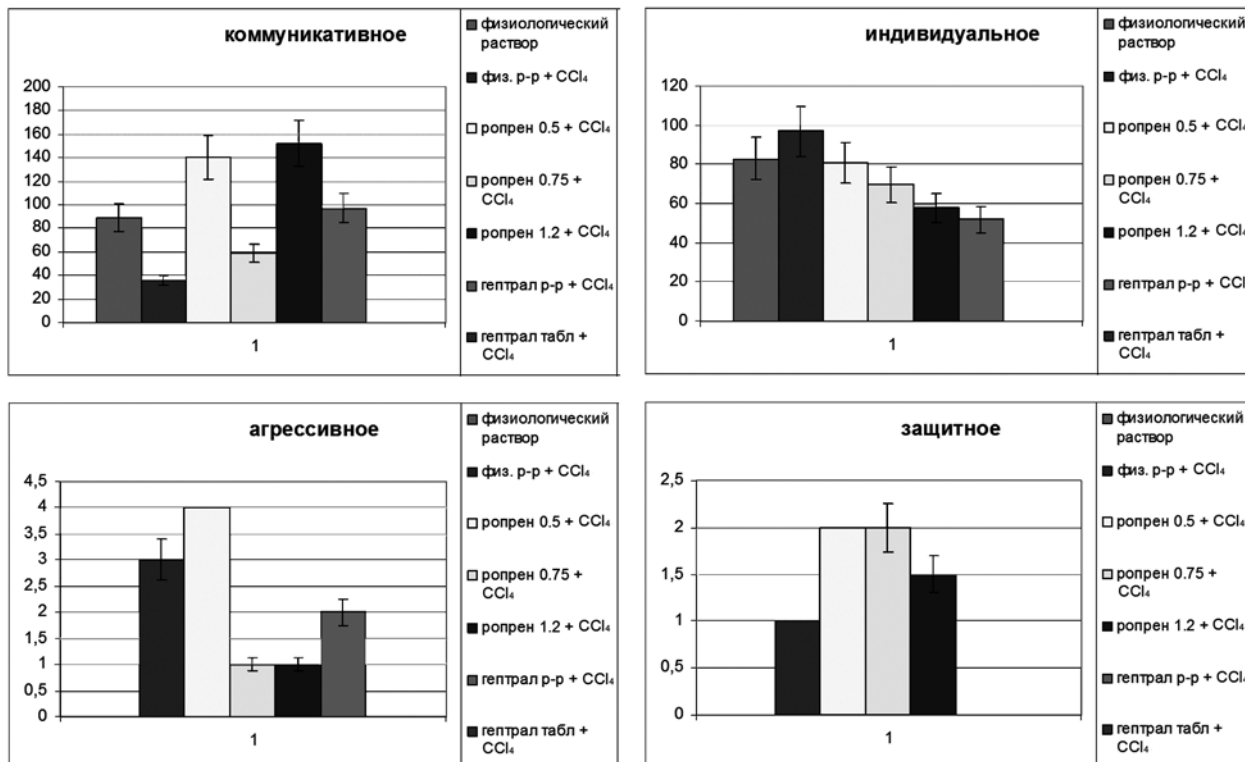 коммуникативное
200
180
160
140
120
100
80
60
40
20
0
1
физиологический
раствор
физ. р-р + CCl₄
ропрен 0.5 + CCl₄
ропрен 0.75 +
CCl₄
ропрен 1.2 + CCl₄
гептрал р-р + CCl₄
гептрал табл +
CCl₄
индивидуальное
120
100
80
60
40
20
0
1
физиологический
раствор
физ. р-р + CCl₄
ропрен 0.5 + CCl₄
ропрен 0.75 +
CCl₄
ропрен 1.2 + CCl₄
гептрал р-р + CCl
гептрал табл +
CCl₄
агрессивное
4,5
4
3,5
3
2,5
2
1,5
1
0,5
0
1
физиологический
раствор
физ. р-р + CCl₄
ропрен 0.5 + CCl₄
ропрен 0.75 +
CCl₄
ропрен 1.2 + CCl₄
гептрал р-р + CCl₄
гептрал табл +
CCl₄
защитное
2,5
2
1,5
1
0,5
0
1
физиологический
раствор
физ. р-р + CCl₄
ропрен 0.5 + CCl₄
ропрен 0.75 +
CCl₄
ропрен 1.2 + CCl₄
гептрал р-р + CCl₄
гептрал табл +
CCl₄